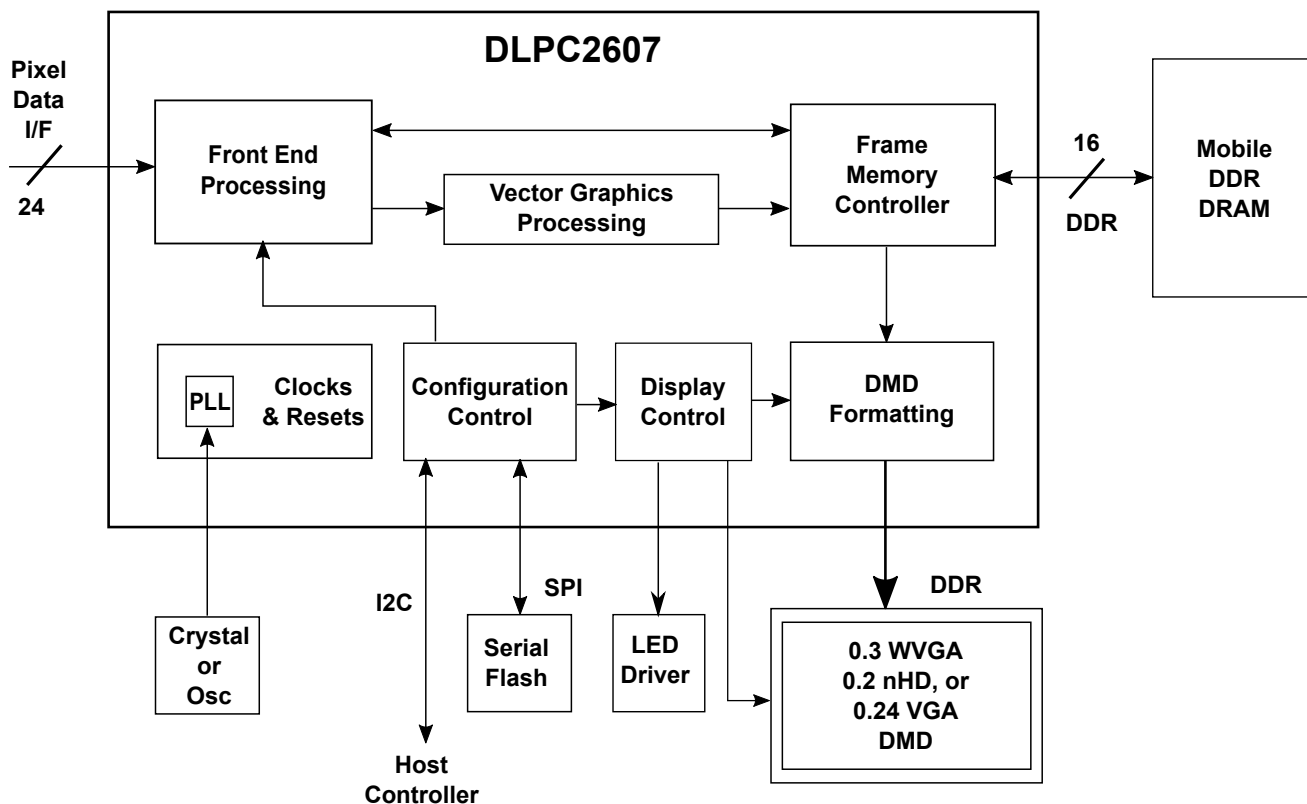 DLPC2607
Pixel
Data
I/F
24
Front End
Processing
Vector Graphics
Processing
Frame
Memory
Controller
16
DDR
Mobile
DDR
DRAM
PLL
Clocks
& Resets
Configuration
Control
Display
Control
DMD
Formatting
I2C
SPI
DDR
Crystal
or
Osc
Serial
Flash
LED
Driver
0.3 WVGA
0.2 nHD, or
0.24 VGA
DMD
Host
Controller